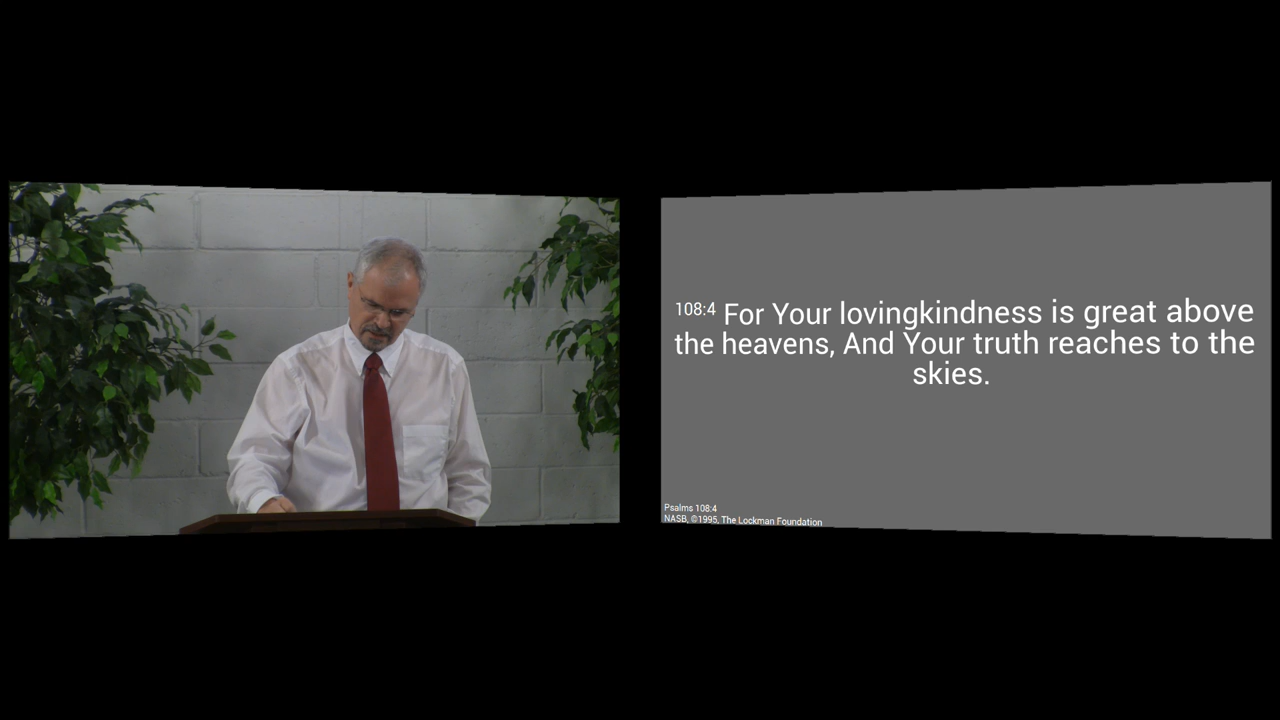 108:4 For Your lovingkindness is great above
the heavens, And Your truth reaches to the
skies.
Psalms 108:4
NASB, ©1995, The Lockman Foundation